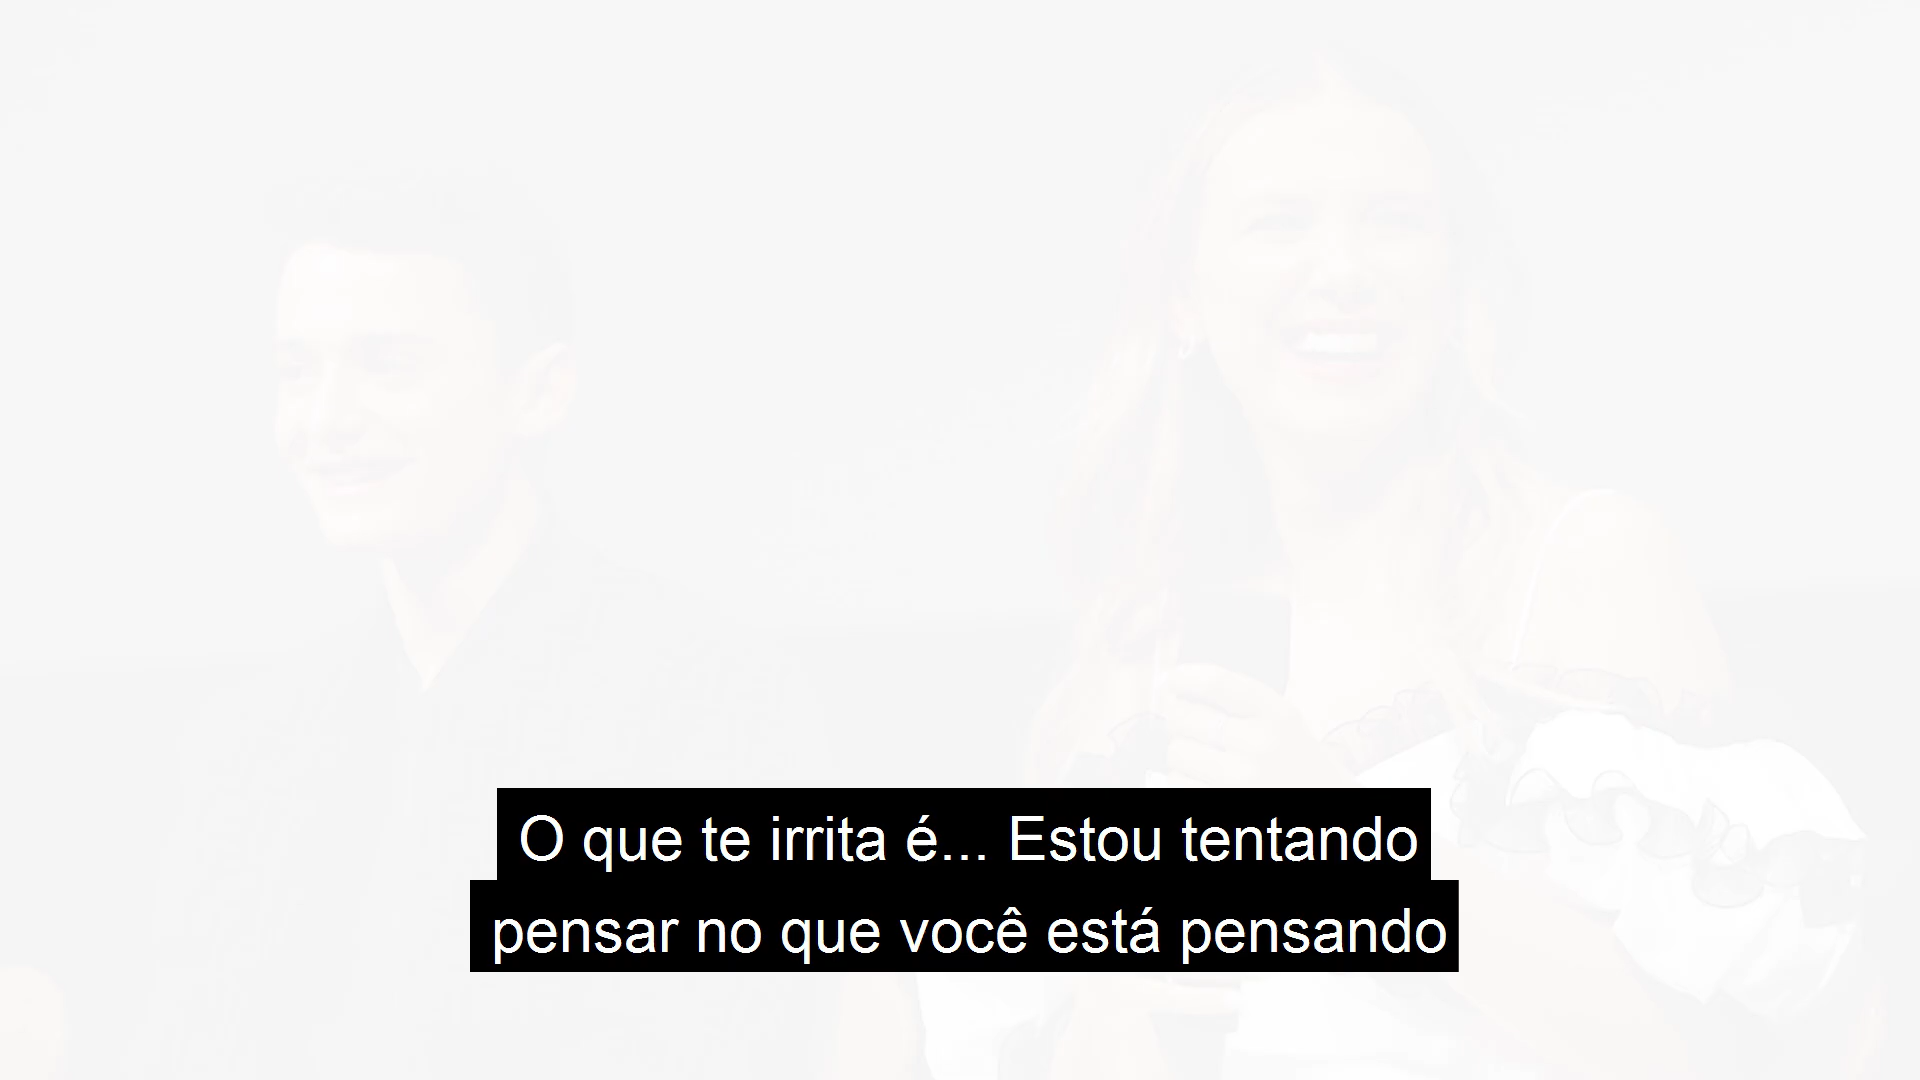 O que te irrita é... Estou tentando
pensar no que você está pensando